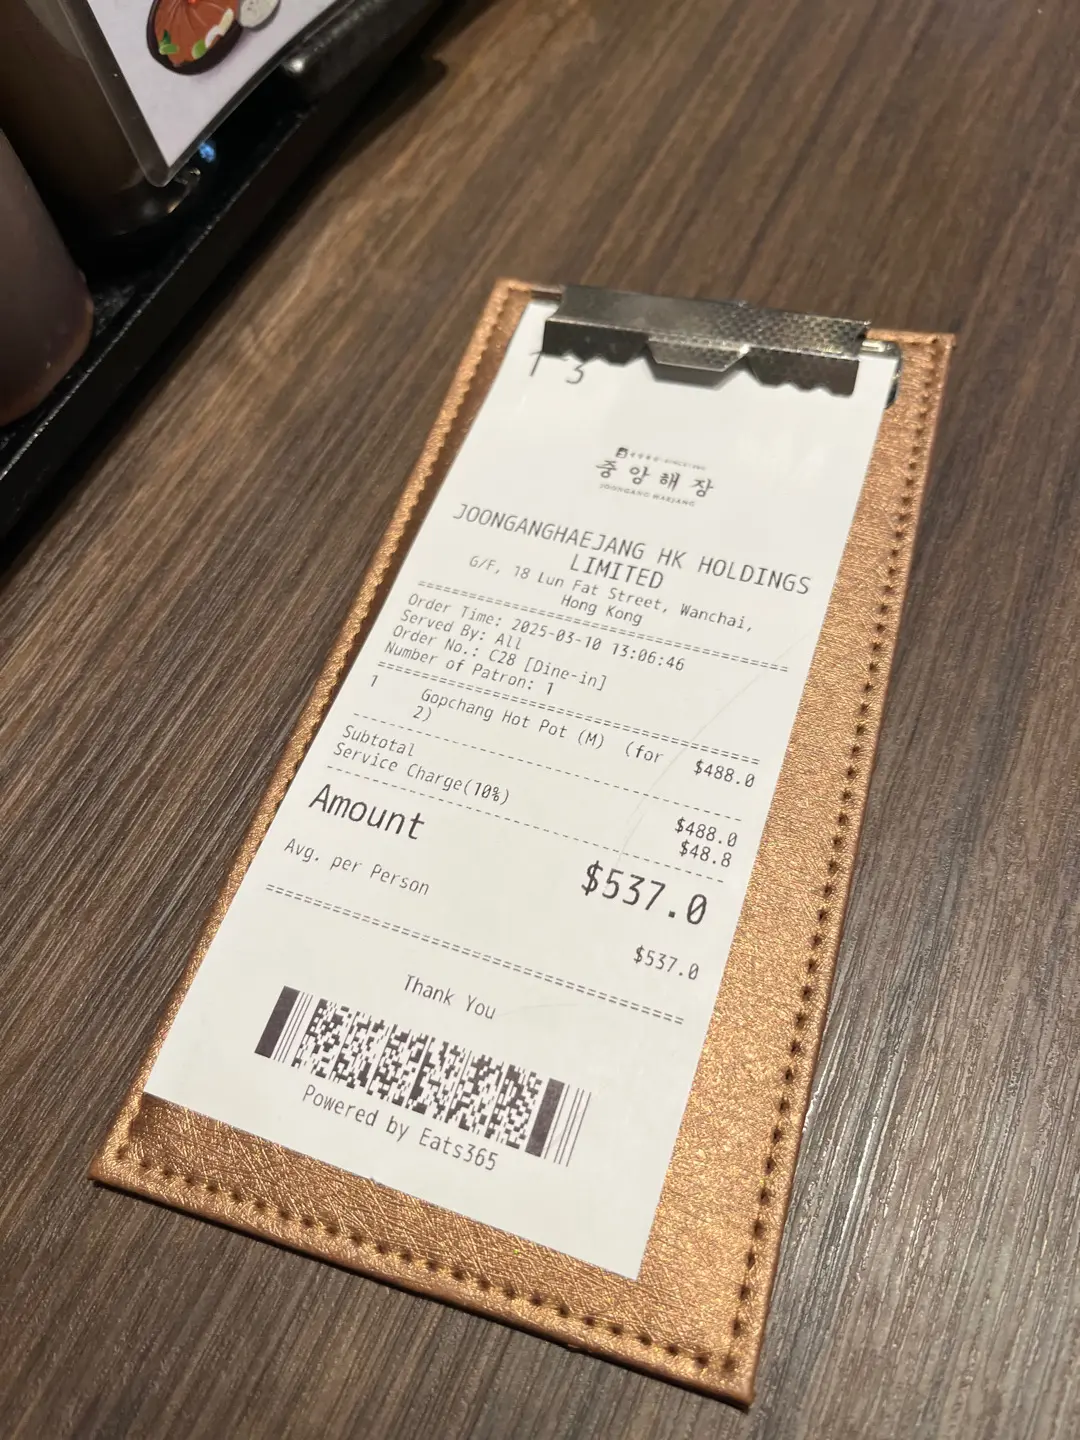 중앙해장
JOONGANG HAEJANG
JOONGANGHAEJANG HK HOLDINGS
LIMITED
G/F, 18 Lun Fat Street, Wanchai,
Hong Kong
Order Time: 2025-03-10 13:06:46
Served By: All
Order No.: C28 [Dine-in]
Number of Patron: 1
1 Gopchang Hot Pot (M) (for $488.0
2)
Subtotal $488.0
Service Charge(10%) $48.8
Amount $537.0
Avg. per Person $537.0
Thank You
Powered by Eats365